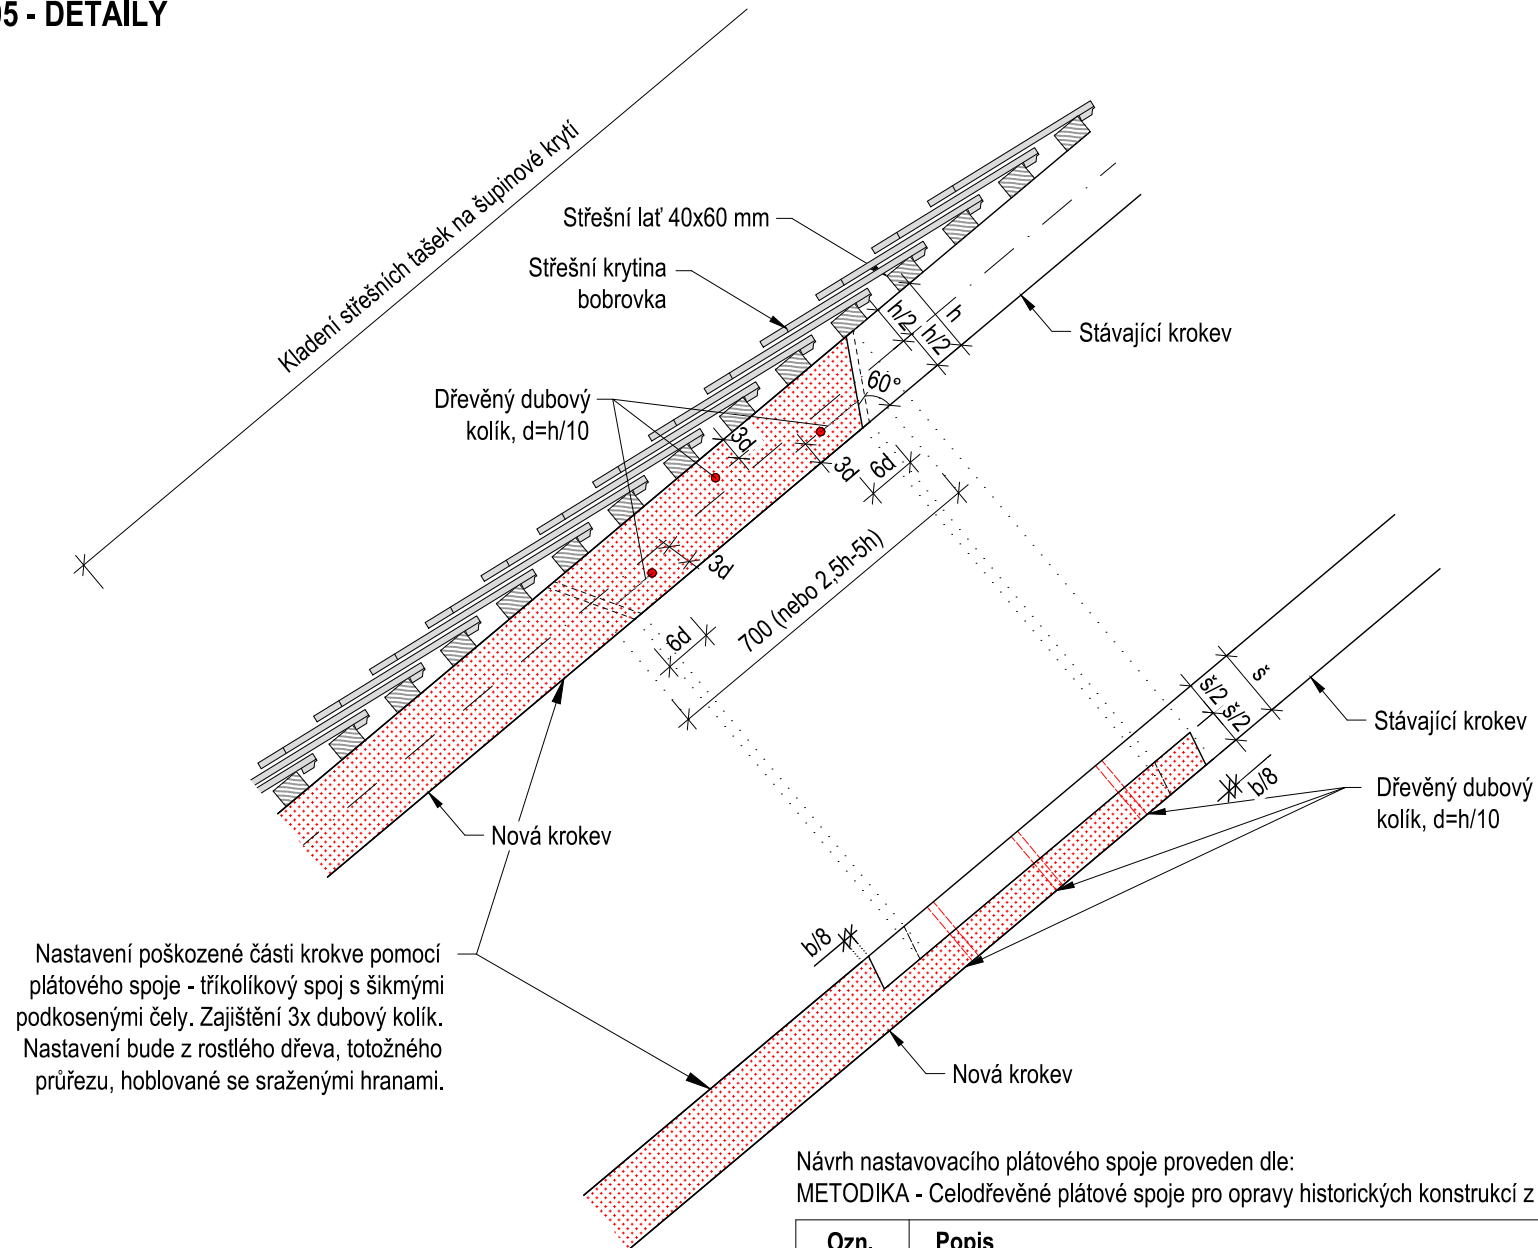 05 - DETAILY
Kladení střešních tašek na šupinové krytí
Střešní lať 40x60 mm
Střešní krytina
bobrovka
Dřevěný dubový
kolík, d=h/10
h/2
h/2
h
60°
Stávající krokev
3d
3d
6d
3d
6d
700 (nebo 2,5h-5h)
Nová krokev
š/2
š/2
š
Stávající krokev
b/8
Dřevěný dubový
kolík, d=h/10
b/8
Nastavení poškozené části krokve pomocí
plátového spoje - tříkolíkový spoj s šikmými
podkosenými čely. Zajištění 3x dubový kolík.
Nastavení bude z rostlého dřeva, totožného
průřezu, hoblované se sraženými hranami.
Nová krokev
Návrh nastavovacího plátového spoje proveden dle:
METODIKA - Celodřevěné plátové spoje pro opravy historických konstrukcí z
Ozn. Popis